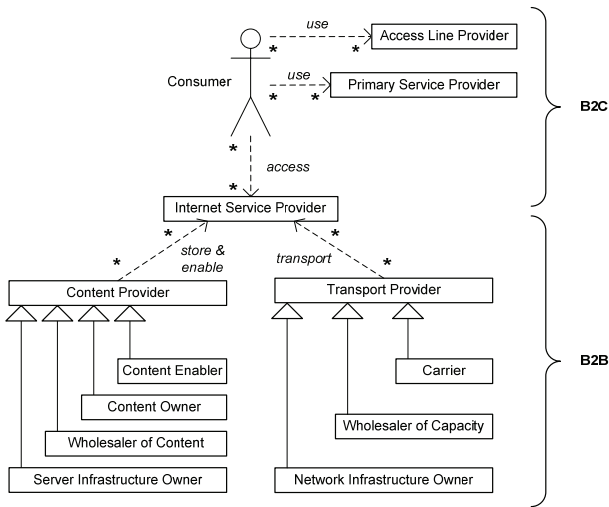 use
Access Line Provider
* *
Consumer
use
Primary Service Provider
* *
B2C
*
access
*
Internet Service Provider
* *
store &
enable
transport
* *
Content Provider
Transport Provider
Content Enabler
Carrier
B2B
Content Owner
Wholesaler of Capacity
Wholesaler of Content
Server Infrastructure Owner
Network Infrastructure Owner